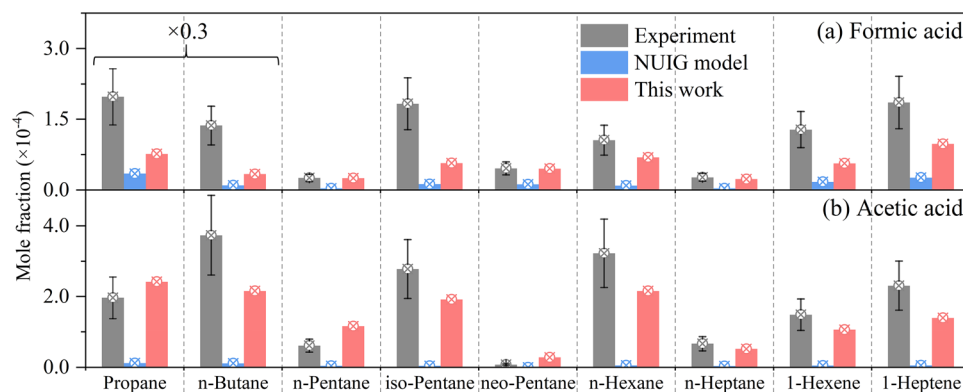 ×0.3
(a) Formic acid
Experiment
NUIG model
This work
3.0
1.5
0.0
Mole fraction (×10⁻⁴)
(b) Acetic acid
4.0
2.0
0.0
Propane n-Butane n-Pentane iso-Pentane neo-Pentane n-Hexane n-Heptane 1-Hexene 1-Heptene